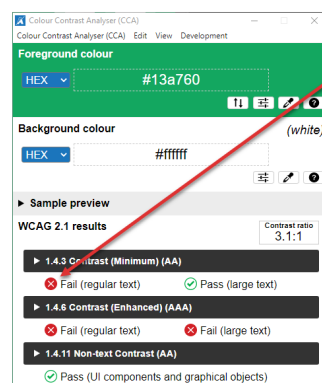 Colour Contrast Analyser (CCA)
Colour Contrast Analyser (CCA) Edit View Development
Foreground colour
HEX #13a760
Background colour (white)
HEX #ffffff
Sample preview
WCAG 2.1 results
Contrast ratio
3.1:1
1.4.3 Contrast (Minimum) (AA)
Fail (regular text) Pass (large text)
1.4.6 Contrast (Enhanced) (AAA)
Fail (regular text) Fail (large text)
1.4.11 Non-text Contrast (AA)
Pass (UI components and graphical objects)